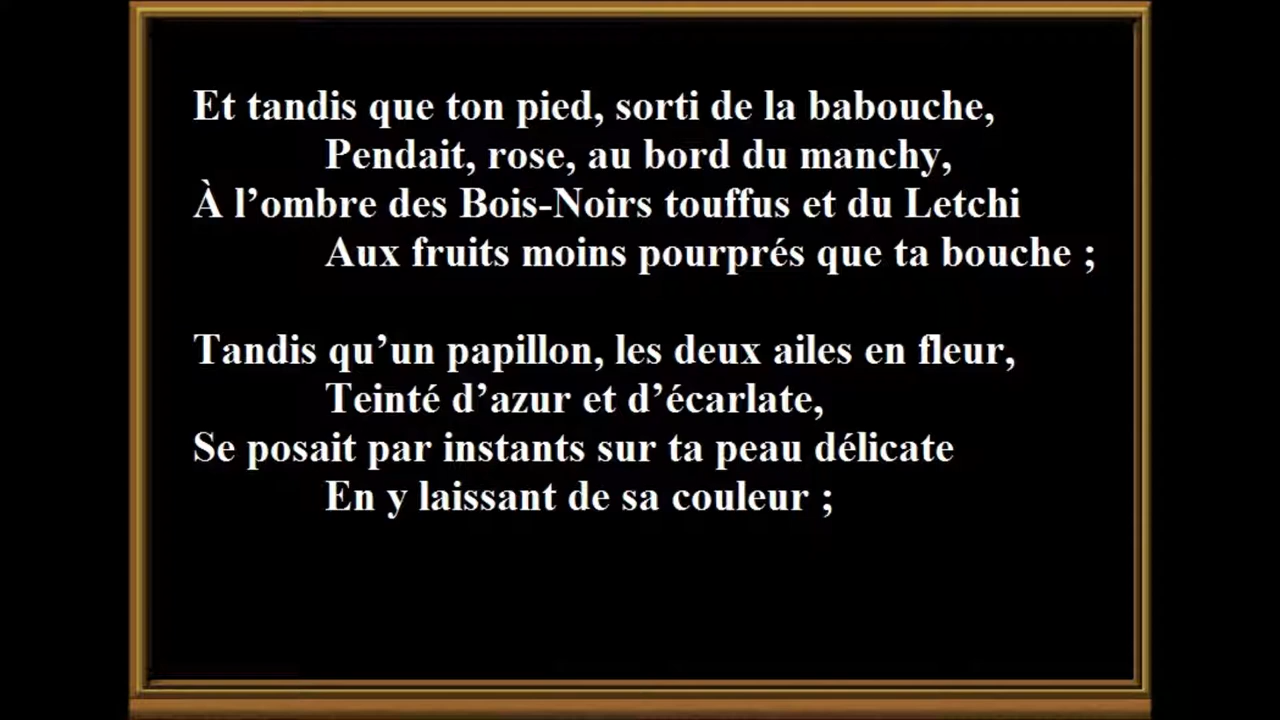 Et tandis que ton pied, sorti de la babouche,
Pendait, rose, au bord du manchy,
À l’ombre des Bois-Noirs touffus et du Letchi
Aux fruits moins pourprés que ta bouche ;
Tandis qu’un papillon, les deux ailes en fleur,
Teinté d’azur et d’écarlate,
Se posait par instants sur ta peau délicate
En y laissant de sa couleur ;